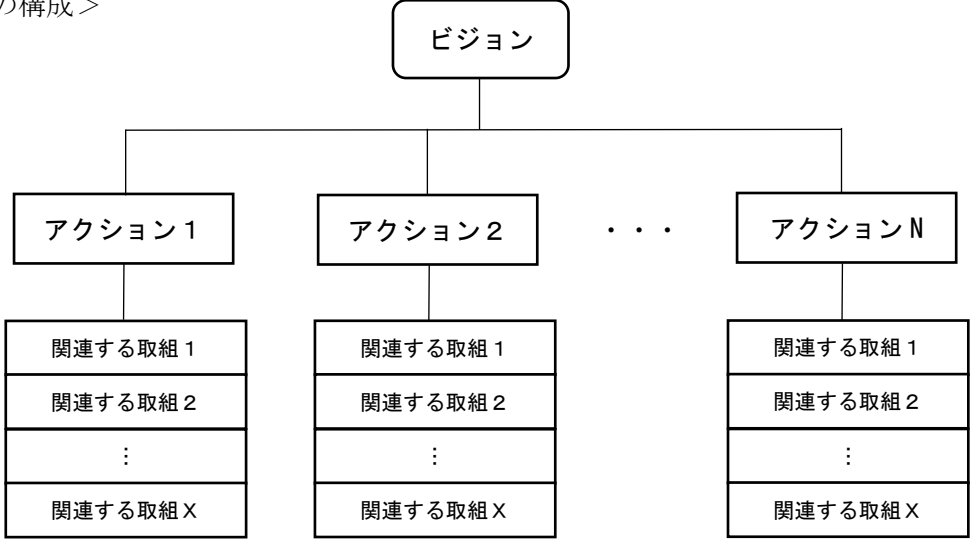 の構成＞
ビジョン
アクション１
アクション２
・・・
アクションＮ
関連する取組１
関連する取組２
⋮
関連する取組Ｘ
関連する取組１
関連する取組２
⋮
関連する取組Ｘ
関連する取組１
関連する取組２
⋮
関連する取組Ｘ